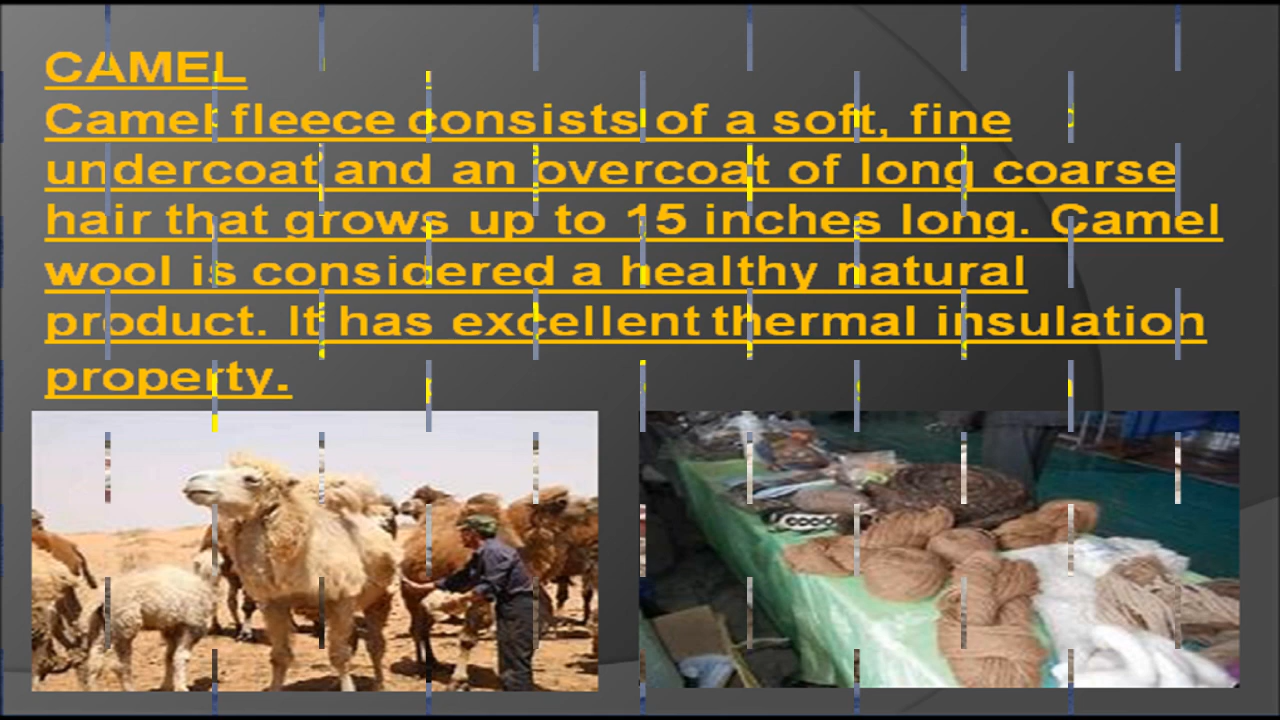 CAMEL
Camel fleece consists of a soft, fine
undercoat and an overcoat of long coarse
hair that grows up to 15 inches long. Camel
wool is considered a healthy natural
product. It has excellent thermal insulation
property.